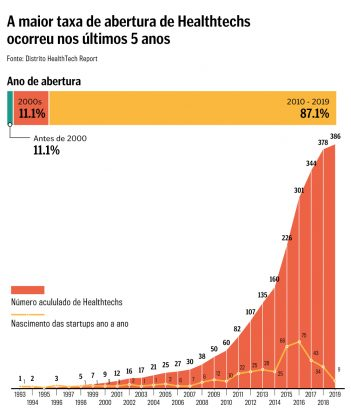 A maior taxa de abertura de Healthtechs
ocorreu nos últimos 5 anos
Fonte: Distrito HealthTech Report
Ano de abertura
2000s
11.1%
2010 - 2019
87.1%
Antes de 2000
11.1%
1 2 3 5 7 9 12 16 17 21 25 27 30 38 50 60 82 107 135 160 226 301 344 378 386
Número acululado de Healthtechs
Nascimento das startups ano a ano
1993 1994 1995 1996 1997 1998 1999 2000 2001 2002 2003 2004 2005 2006 2007 2008 2009 2010 2011 2012 2013 2014 2015 2016 2017 2018 2019